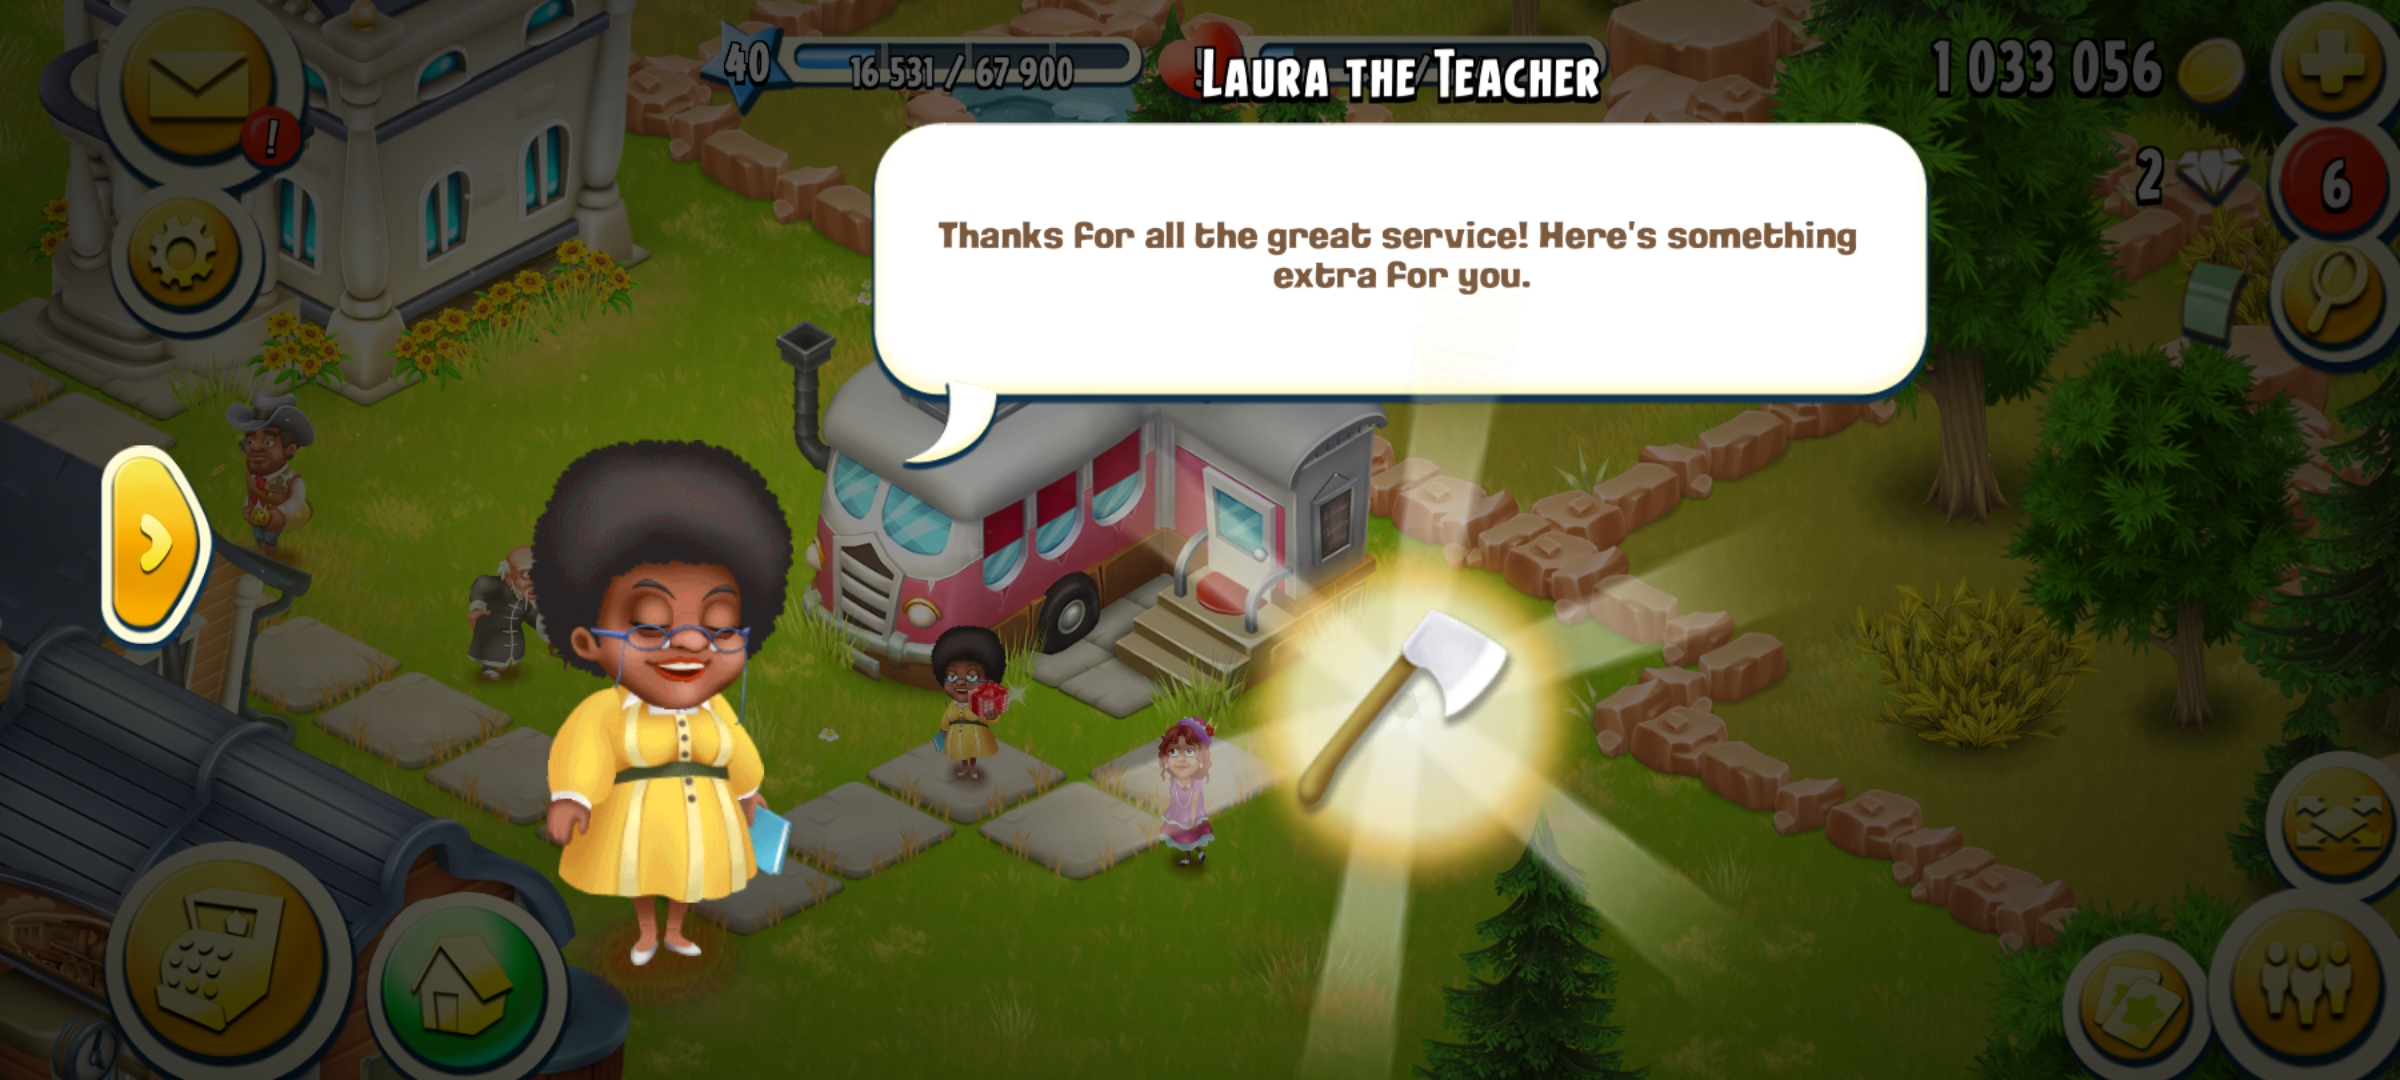 40
16 531 / 67 900
LAURA THE TEACHER
1 033 056
!
2
6
Thanks for all the great service! Here's something
extra for you.